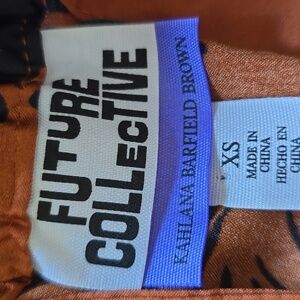 FUTURE
COLLECTIVE
KAHLANA BARFIELD BROWN
XS
MADE IN
CHINA
HECHO EN
CHINA